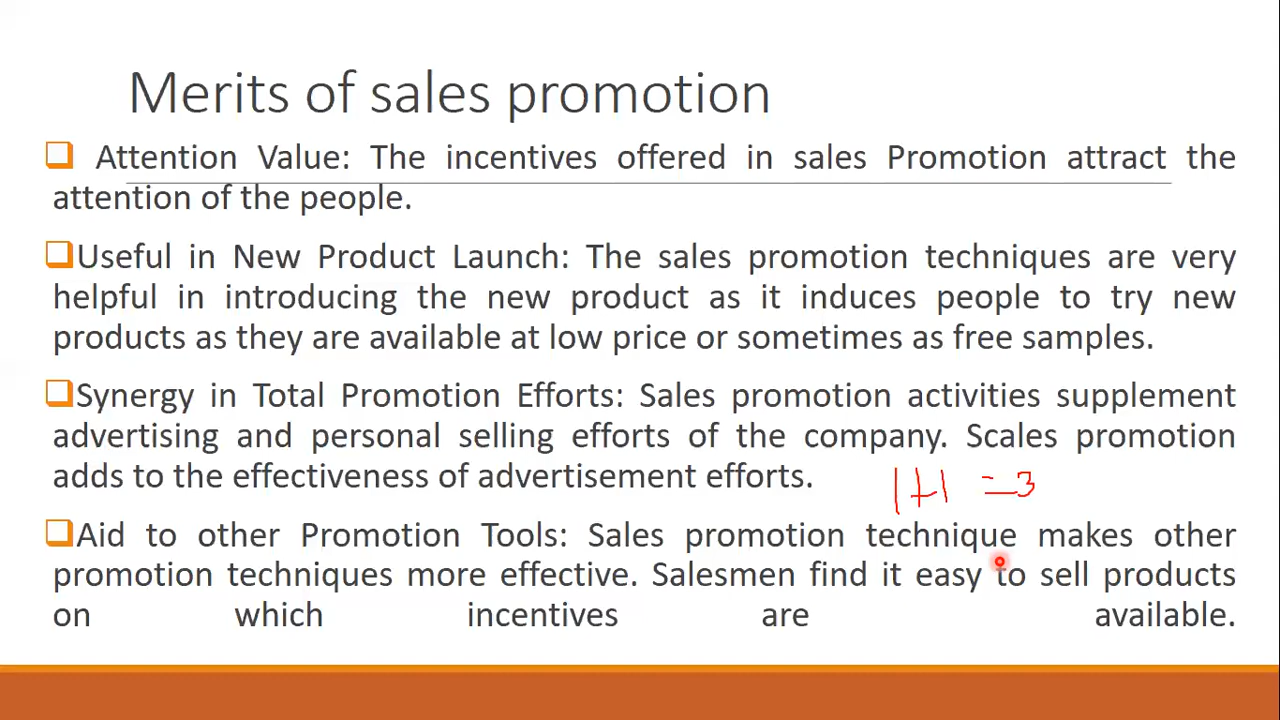 Merits of sales promotion
Attention Value: The incentives offered in sales Promotion attract the
attention of the people.
Useful in New Product Launch: The sales promotion techniques are very
helpful in introducing the new product as it induces people to try new
products as they are available at low price or sometimes as free samples.
Synergy in Total Promotion Efforts: Sales promotion activities supplement
advertising and personal selling efforts of the company. Scales promotion
adds to the effectiveness of advertisement efforts.
1+1 =3
Aid to other Promotion Tools: Sales promotion technique makes other
promotion techniques more effective. Salesmen find it easy to sell products
on which incentives are available.